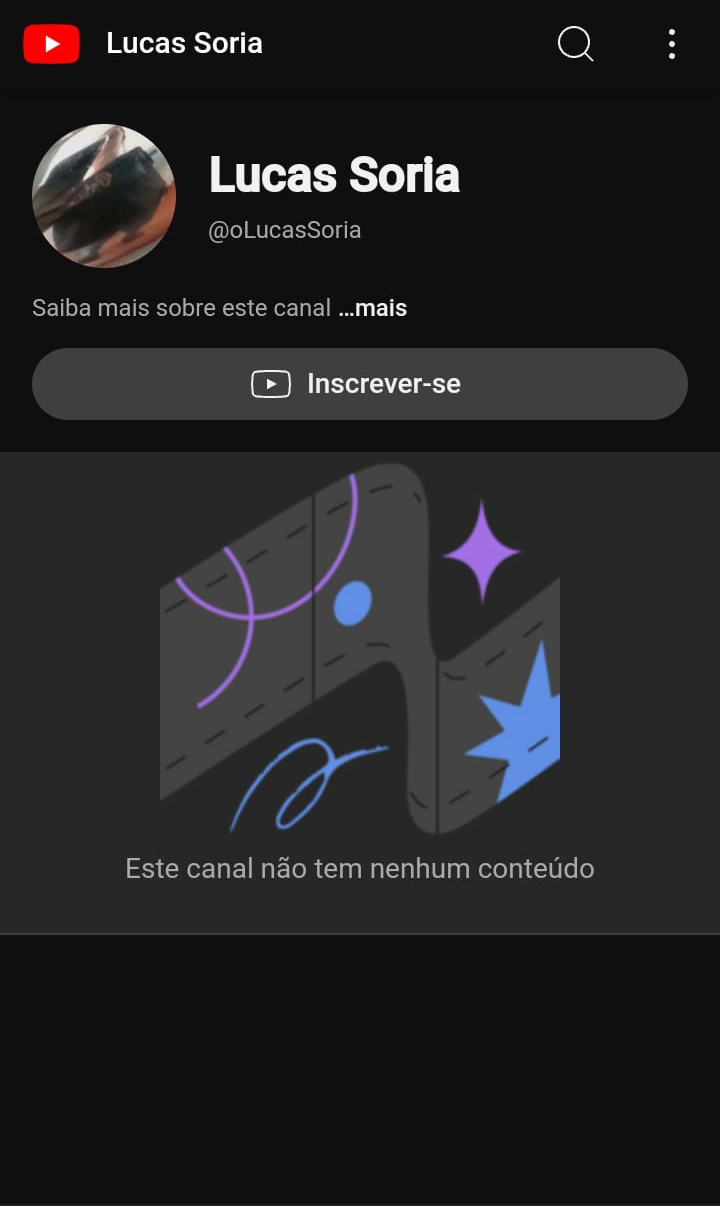 Lucas Soria
Lucas Soria
@oLucasSoria
Saiba mais sobre este canal ...mais
Inscrever-se
Este canal não tem nenhum conteúdo